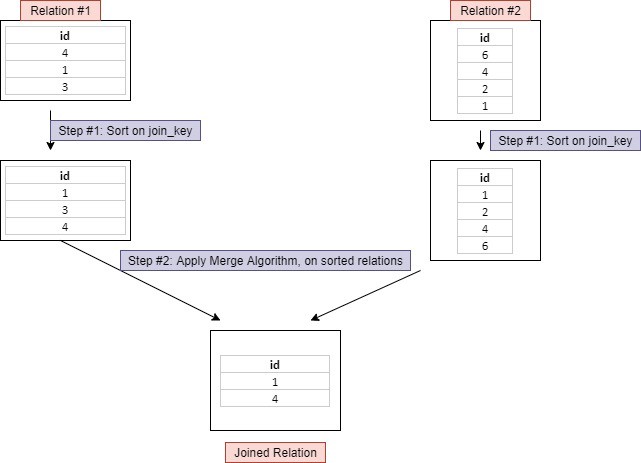 Relation #1
id
4
1
3
Relation #2
id
6
4
2
1
Step #1: Sort on join_key
Step #1: Sort on join_key
id
1
3
4
id
1
2
4
6
Step #2: Apply Merge Algorithm, on sorted relations
id
1
4
Joined Relation